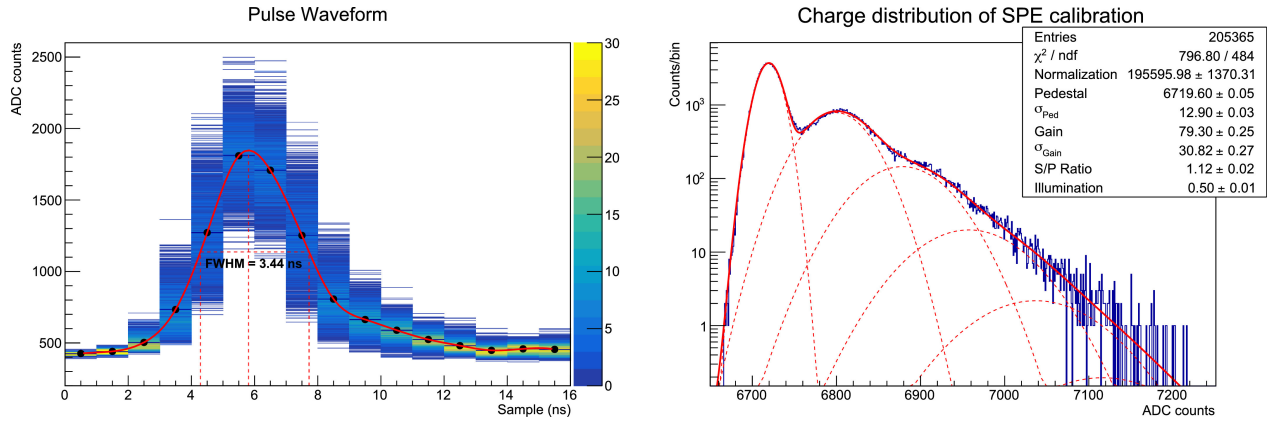 Pulse Waveform
ADC counts
2500
2000
1500
1000
500
FWHM = 3.44 ns
0 2 4 6 8 10 12 14 16
Sample (ns)
30
25
20
15
10
5
0
Charge distribution of SPE calibration
Entries 205365
χ² / ndf 796.80 / 484
Normalization 195595.98 ± 1370.31
Pedestal 6719.60 ± 0.05
σPed 12.90 ± 0.03
Gain 79.30 ± 0.25
σGain 30.82 ± 0.27
S/P Ratio 1.12 ± 0.02
Illumination 0.50 ± 0.01
Counts/bin
10³
10²
10
1
6700 6800 6900 7000 7100 7200
ADC counts